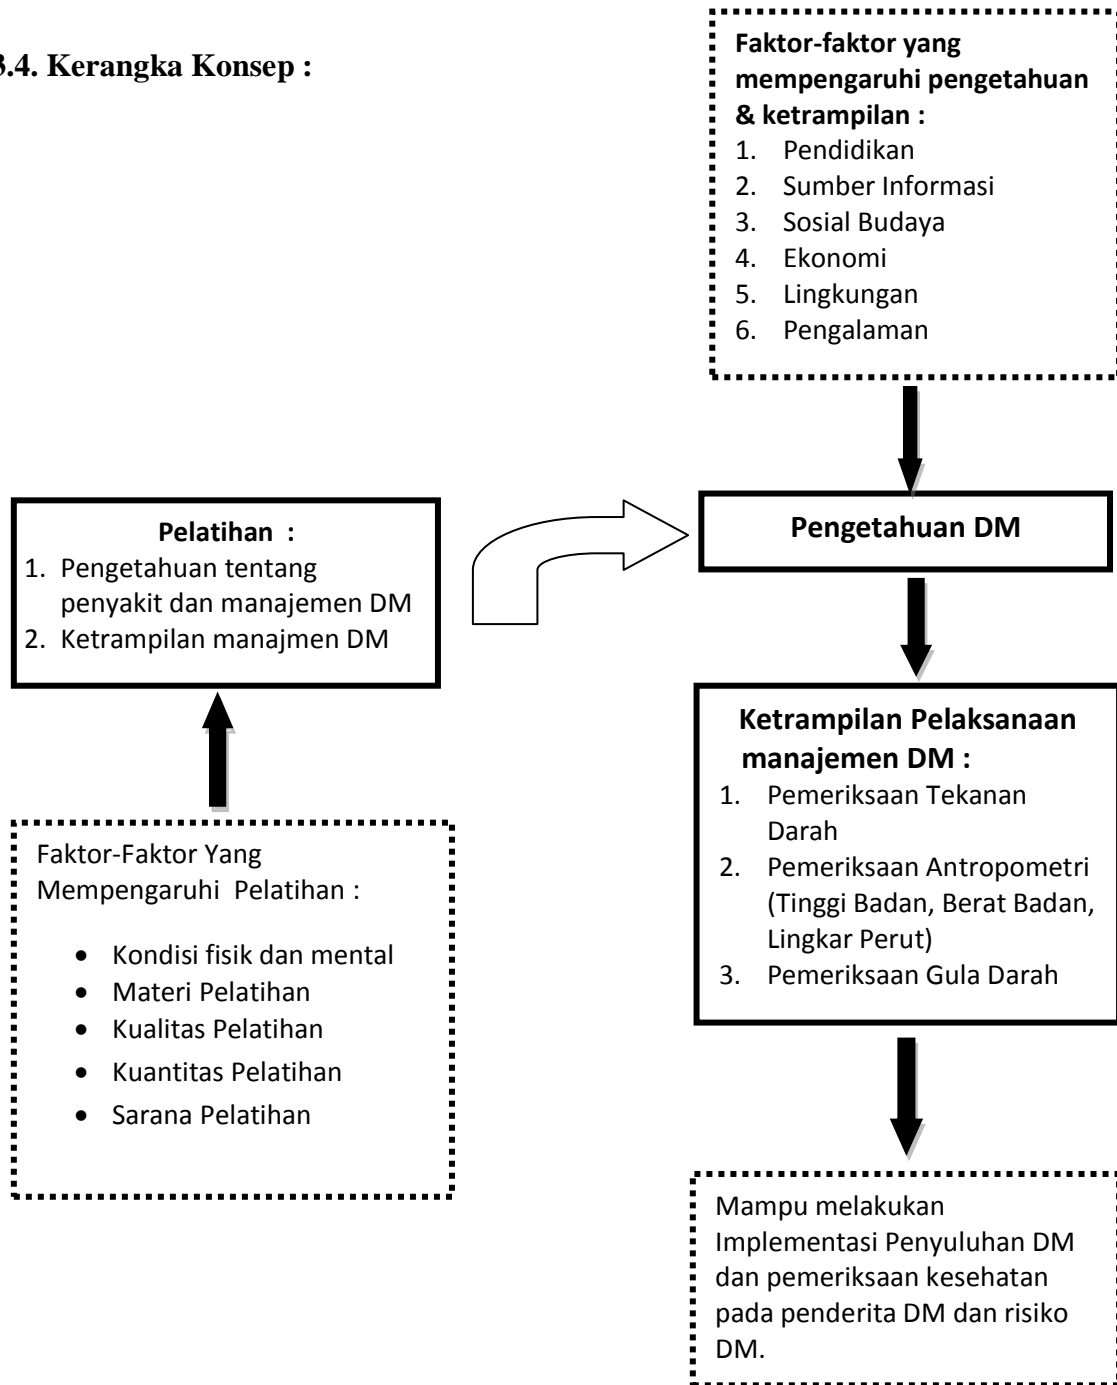 3.4. Kerangka Konsep :
Faktor-faktor yang
mempengaruhi pengetahuan
& ketrampilan :
1. Pendidikan
2. Sumber Informasi
3. Sosial Budaya
4. Ekonomi
5. Lingkungan
6. Pengalaman
Pelatihan :
1. Pengetahuan tentang
penyakit dan manajemen DM
2. Ketrampilan manajmen DM
Pengetahuan DM
Faktor-Faktor Yang
Mempengaruhi Pelatihan :
• Kondisi fisik dan mental
• Materi Pelatihan
• Kualitas Pelatihan
• Kuantitas Pelatihan
• Sarana Pelatihan
Ketrampilan Pelaksanaan
manajemen DM :
1. Pemeriksaan Tekanan
Darah
2. Pemeriksaan Antropometri
(Tinggi Badan, Berat Badan,
Lingkar Perut)
3. Pemeriksaan Gula Darah
Mampu melakukan
Implementasi Penyuluhan DM
dan pemeriksaan kesehatan
pada penderita DM dan risiko
DM.